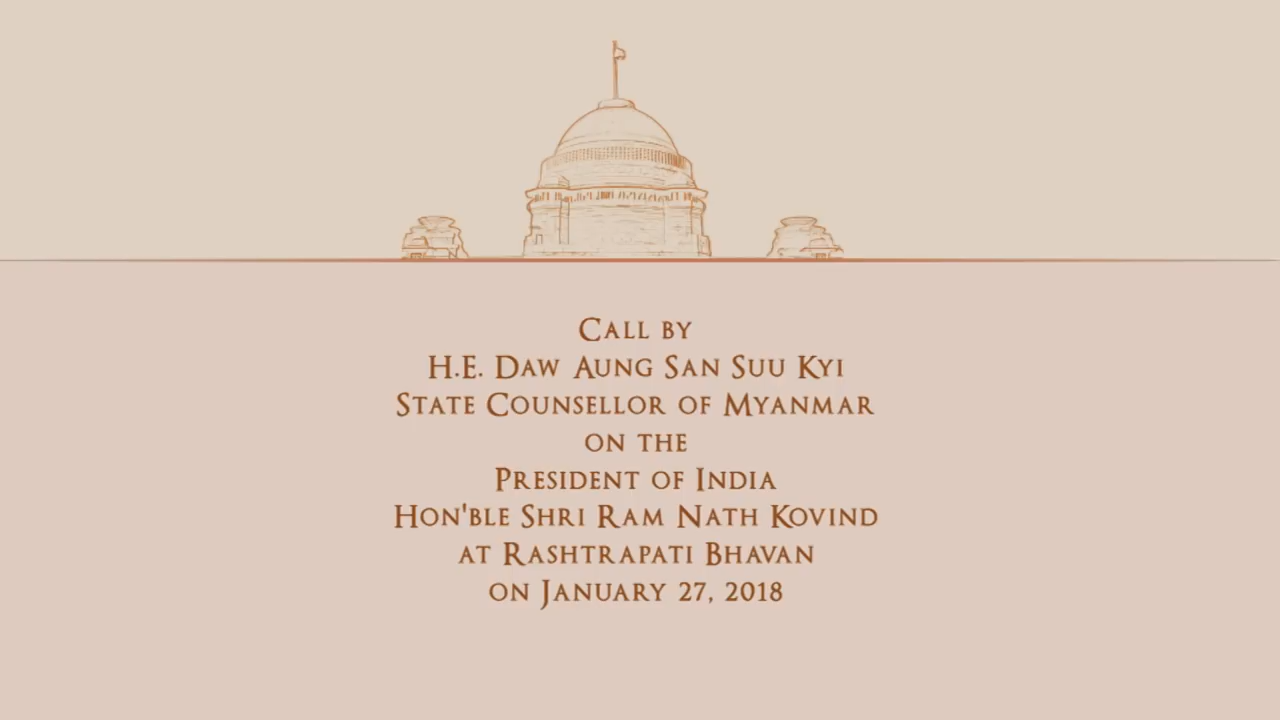 Call by
H.E. Daw Aung San Suu Kyi
State Counsellor of Myanmar
on the
President of India
Hon'ble Shri Ram Nath Kovind
at Rashtrapati Bhavan
on January 27, 2018